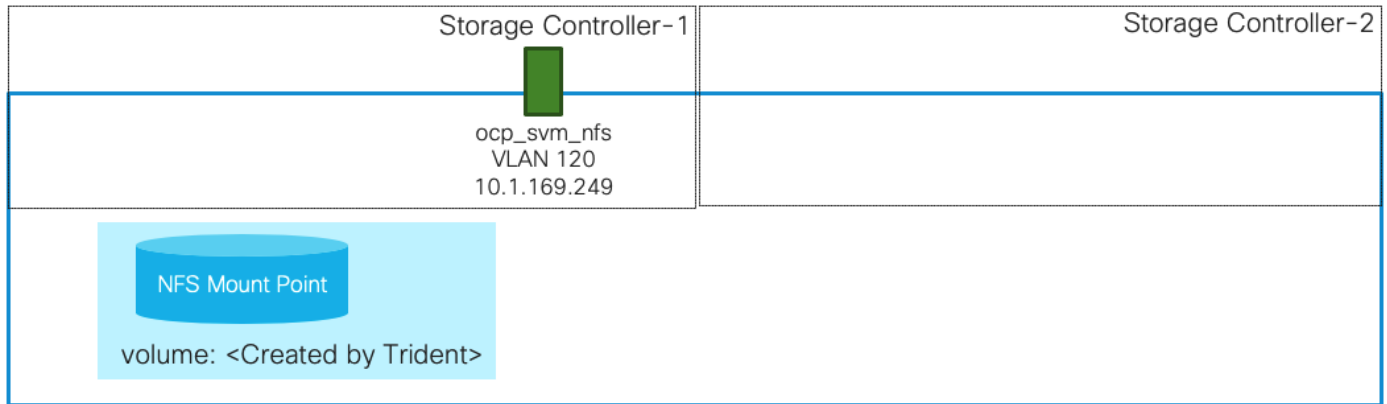 Storage Controller-1
Storage Controller-2
ocp_svm_nfs
VLAN 120
10.1.169.249
NFS Mount Point
volume: <Created by Trident>